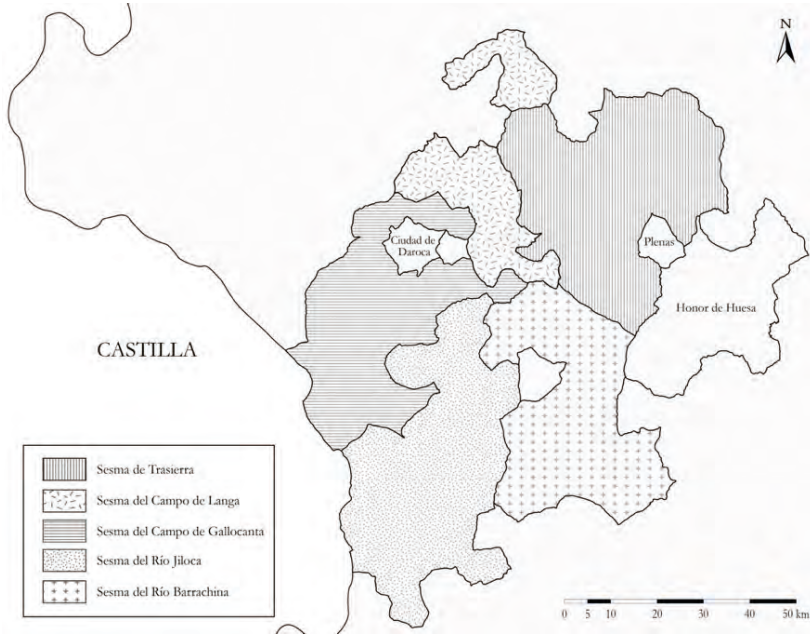 N
Ciudad de
Daroca
Plenas
Honor de Huesa
CASTILLA
Sesma de Trasierra
Sesma del Campo de Langa
Sesma del Campo de Gallocanta
Sesma del Río Jiloca
Sesma del Río Barrachina
0 5 10 20 30 40 50 km